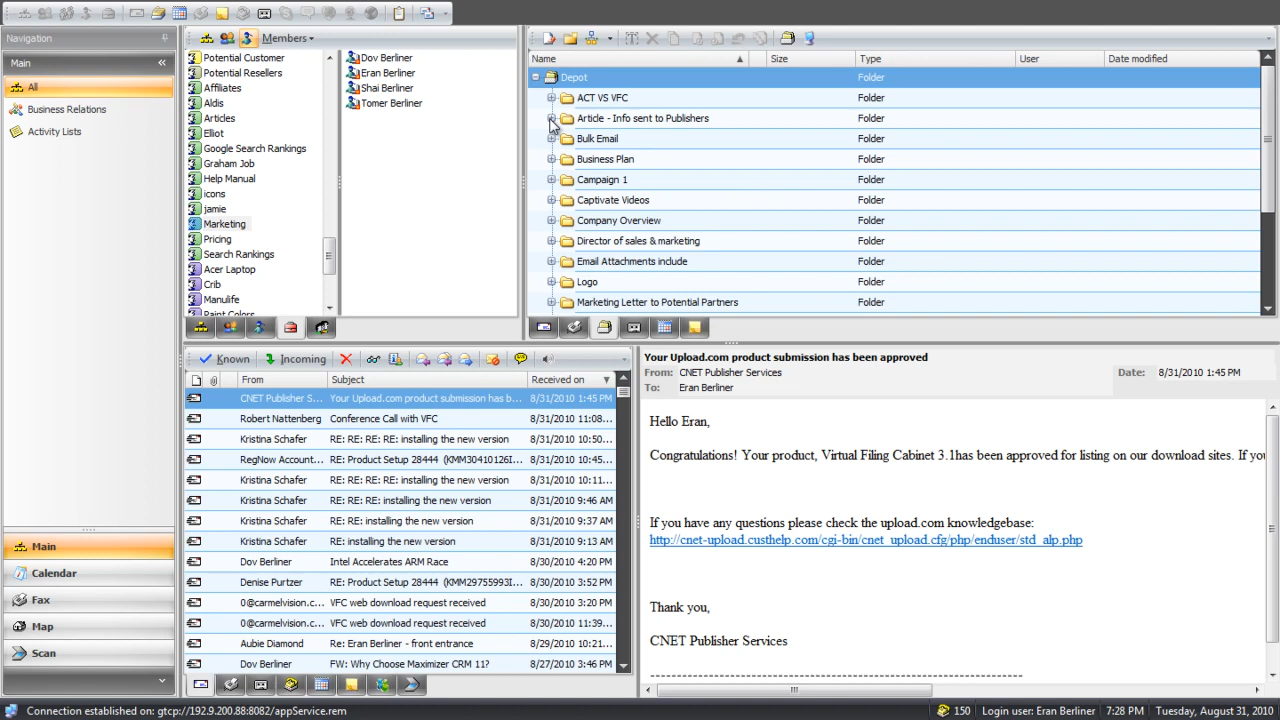 Navigation
Main
All
Business Relations
Activity Lists
Main
Calendar
Fax
Map
Scan
Members
Potential Customer
Potential Resellers
Affiliates
Aldis
Articles
Elliot
Google Search Rankings
Graham Job
Help Manual
icons
jamie
Marketing
Pricing
Search Rankings
Acer Laptop
Crib
Manulife
Paint Colors
Dov Berliner
Eran Berliner
Shai Berliner
Tomer Berliner
Name Size Type User Date modified
Depot Folder
ACT VS VFC Folder
Article - Info sent to Publishers Folder
Bulk Email Folder
Business Plan Folder
Campaign 1 Folder
Captivate Videos Folder
Company Overview Folder
Director of sales & marketing Folder
Email Attachments include Folder
Logo Folder
Marketing Letter to Potential Partners Folder
Known Incoming
From Subject Received on
CNET Publisher S... Your Upload.com product submission has b... 8/31/2010 1:45 PM
Robert Nattenberg Conference Call with VFC 8/31/2010 11:08...
Kristina Schafer RE: RE: RE: RE: installing the new version 8/31/2010 10:50...
RegNow Account... RE: Product Setup 28444 (KMM30410126I... 8/31/2010 10:45...
Kristina Schafer RE: RE: RE: RE: installing the new version 8/31/2010 10:11...
Kristina Schafer RE: RE: RE: installing the new version 8/31/2010 9:46 AM
Kristina Schafer RE: RE: installing the new version 8/31/2010 9:37 AM
Kristina Schafer RE: installing the new version 8/31/2010 9:13 AM
Dov Berliner Intel Accelerates ARM Race 8/30/2010 4:20 PM
Denise Purtzer RE: Product Setup 28444 (KMM29755993I... 8/30/2010 3:52 PM
0@carmelvision.c... VFC web download request received 8/30/2010 3:20 PM
0@carmelvision.c... VFC web download request received 8/30/2010 11:39...
Aubie Diamond Re: Eran Berliner - front entrance 8/29/2010 10:21...
Dov Berliner FW: Why Choose Maximizer CRM 11? 8/27/2010 3:46 PM
Your Upload.com product submission has been approved
From: CNET Publisher Services Date: 8/31/2010 1:45 PM
To: Eran Berliner
Hello Eran,
Congratulations! Your product, Virtual Filing Cabinet 3.1has been approved for listing on our download sites. If you
If you have any questions please check the upload.com knowledgebase:
http://cnet-upload.custhelp.com/cgi-bin/cnet_upload.cfg/php/enduser/std_alp.php
Thank you,
CNET Publisher Services
------------------------------------------------------------------------
Connection established on: gtcp://192.9.200.88:8082/appService.rem 150 Login user: Eran Berliner 7:28 PM Tuesday, August 31, 2010